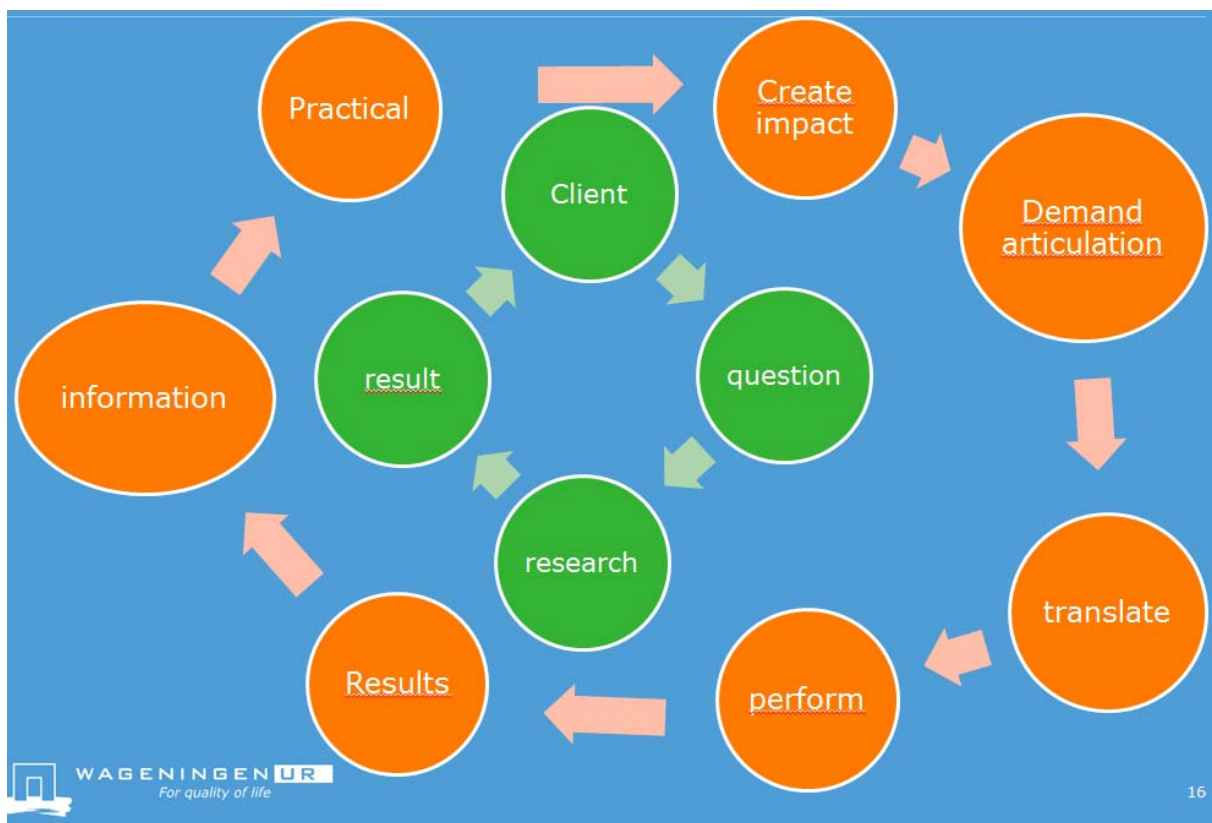 Practical
Create
impact
Client
Demand
articulation
result
question
information
research
translate
Results
perform
WAGENINGEN UR
For quality of life
16